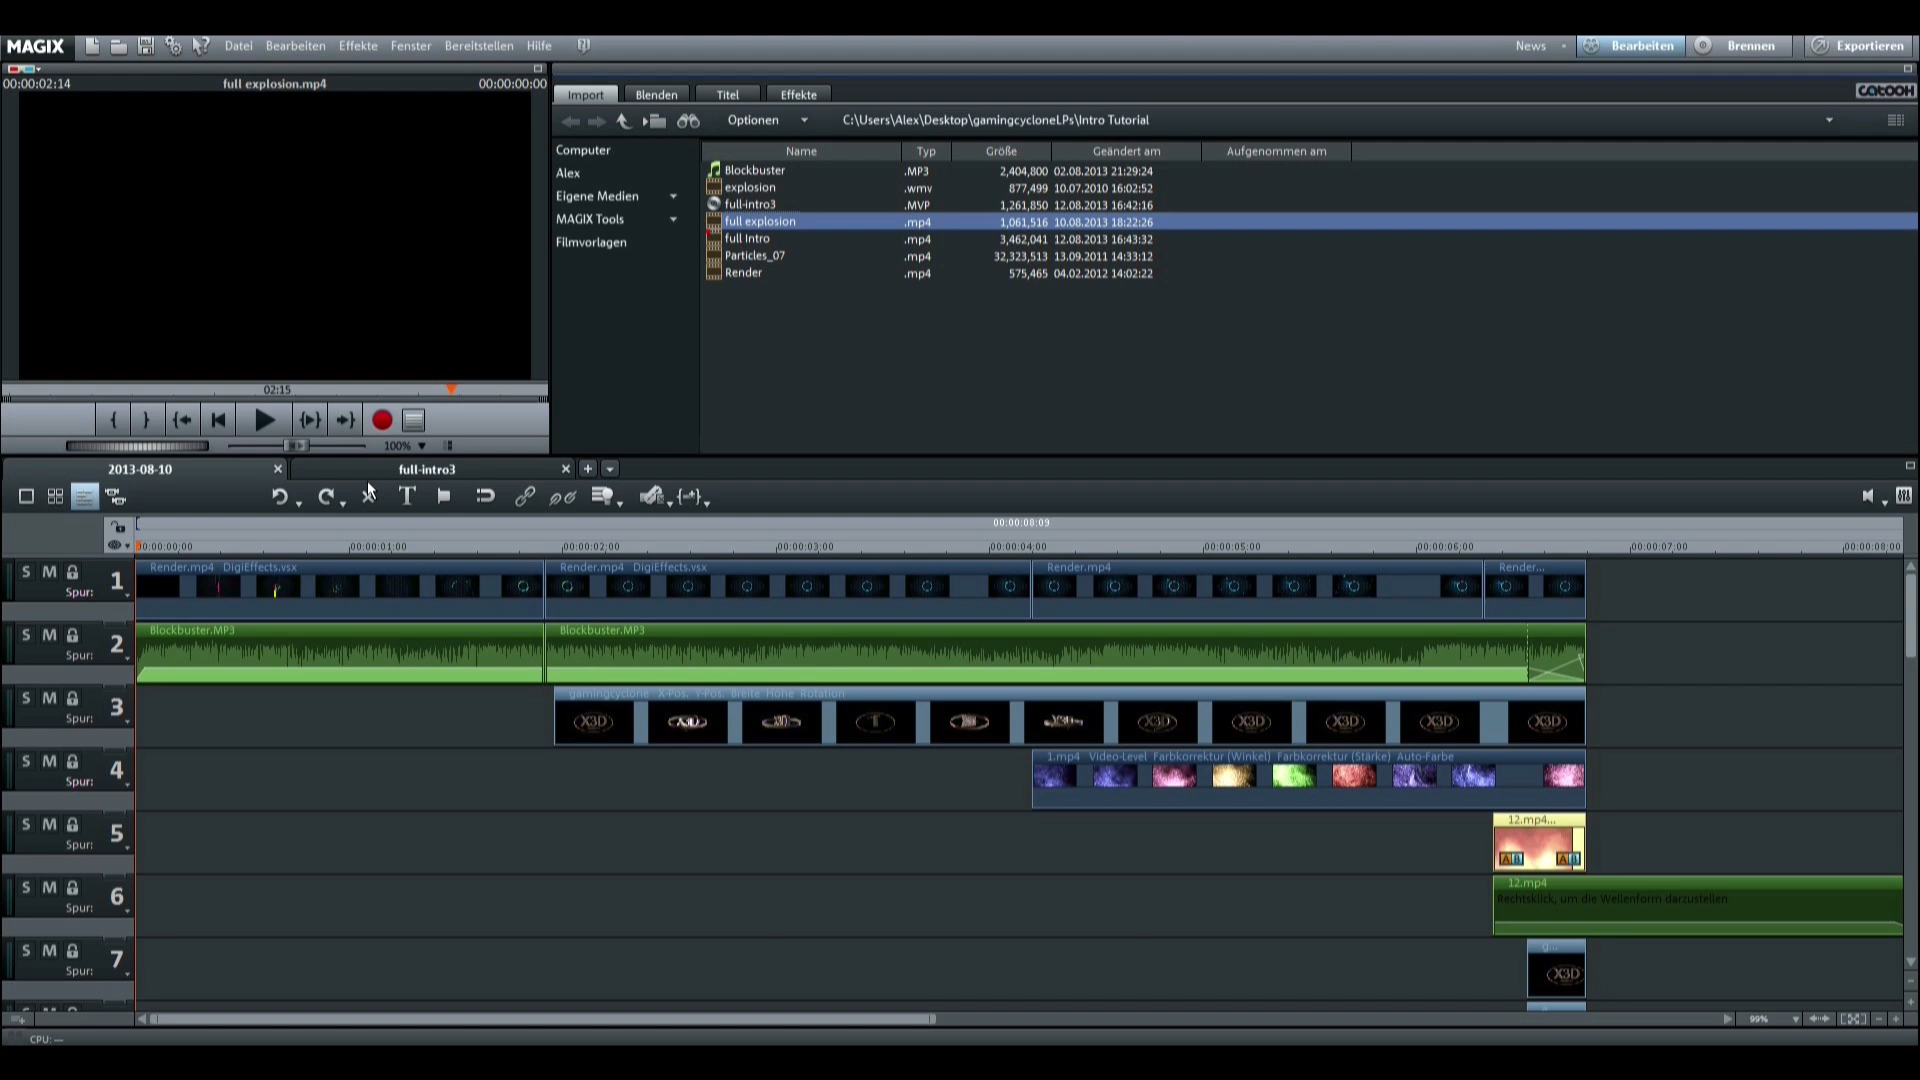 MAGIX Datei Bearbeiten Effekte Fenster Bereitstellen Hilfe News Bearbeiten Brennen Exportieren
00:00:02:14 full explosion.mp4 00:00:00:00
Import Blenden Titel Effekte catooh
Optionen C:\Users\Alex\Desktop\gamingcycloneLPs\Intro Tutorial
Computer
Alex
Eigene Medien
MAGIX Tools
Filmvorlagen
Name Typ Größe Geändert am Aufgenommen am
Blockbuster .MP3 2,404,800 02.08.2013 21:29:24
explosion .wmv 877,499 10.07.2010 16:02:52
full-intro3 .MVP 1,261,850 12.08.2013 16:42:16
full explosion .mp4 1,061,516 10.08.2013 18:22:26
full Intro .mp4 3,462,041 12.08.2013 16:43:32
Particles_07 .mp4 32,323,513 13.09.2011 14:33:12
Render .mp4 575,465 04.02.2012 14:02:22
02:15
100%
2013-08-10 full-intro3
00:00:08:09
00:00:00:00 00:00:01:00 00:00:02:00 00:00:03:00 00:00:04:00 00:00:05:00 00:00:06:00 00:00:07:00 00:00:08:00
S M Spur: 1
Render.mp4 DigiEffects.vsx Render.mp4 DigiEffects.vsx Render.mp4 Render...
S M Spur: 2
Blockbuster.MP3 Blockbuster.MP3
S M Spur: 3
gamingcyclone X-Pos. Y-Pos. Breite Höhe Rotation
X3D X3D X3D X3D X3D X3D X3D X3D
S M Spur: 4
1.mp4 Video-Level Farbkorrektur (Winkel) Farbkorrektur (Stärke) Auto-Farbe
S M Spur: 5
12.mp4...
A B A B
S M Spur: 6
12.mp4
Rechtsklick, um die Wellenform darzustellen
S M Spur: 7
g...
X3D
99%
CPU: —